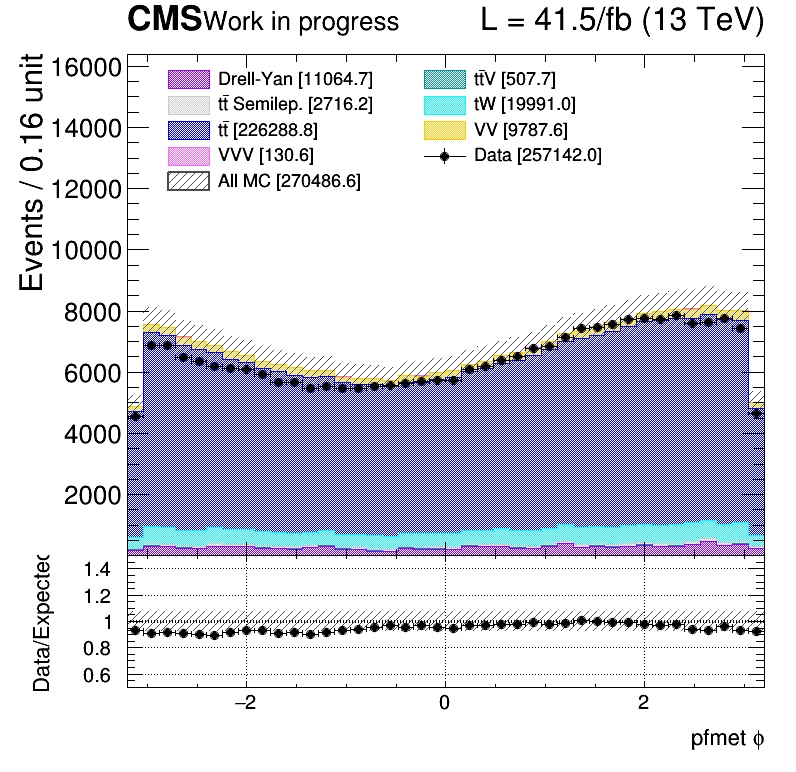 CMS Work in progress L = 41.5/fb (13 TeV)
Events / 0.16 unit
16000
14000
12000
10000
8000
6000
4000
2000
Drell-Yan [11064.7]
tt̄ Semilep. [2716.2]
tt̄ [226288.8]
VVV [130.6]
All MC [270486.6]
tt̄V [507.7]
tW [19991.0]
VV [9787.6]
Data [257142.0]
Data/Expected
1.4
1.2
1
0.8
0.6
−2 0 2
pfmet ϕ